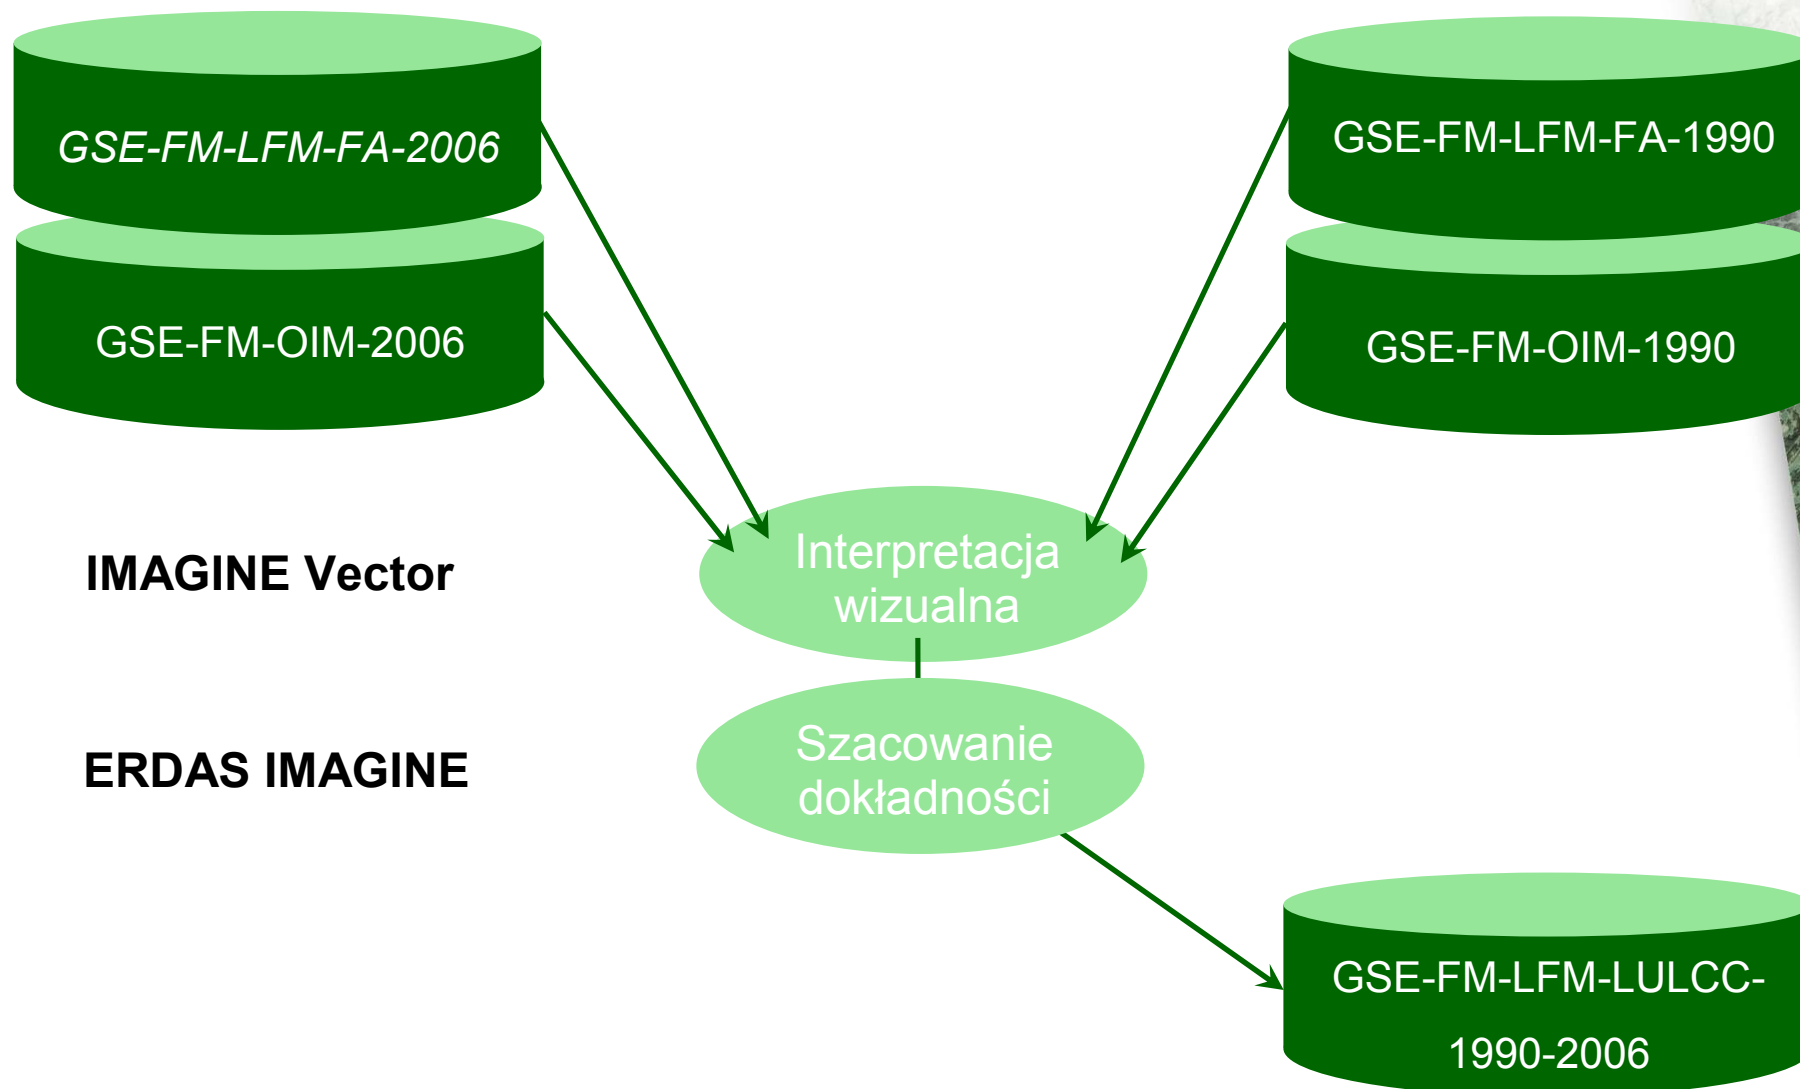 GSE-FM-LFM-FA-2006
GSE-FM-LFM-FA-1990
GSE-FM-OIM-2006
GSE-FM-OIM-1990
IMAGINE Vector
Interpretacja
wizualna
ERDAS IMAGINE
Szacowanie
dokładności
GSE-FM-LFM-LULCC-
1990-2006